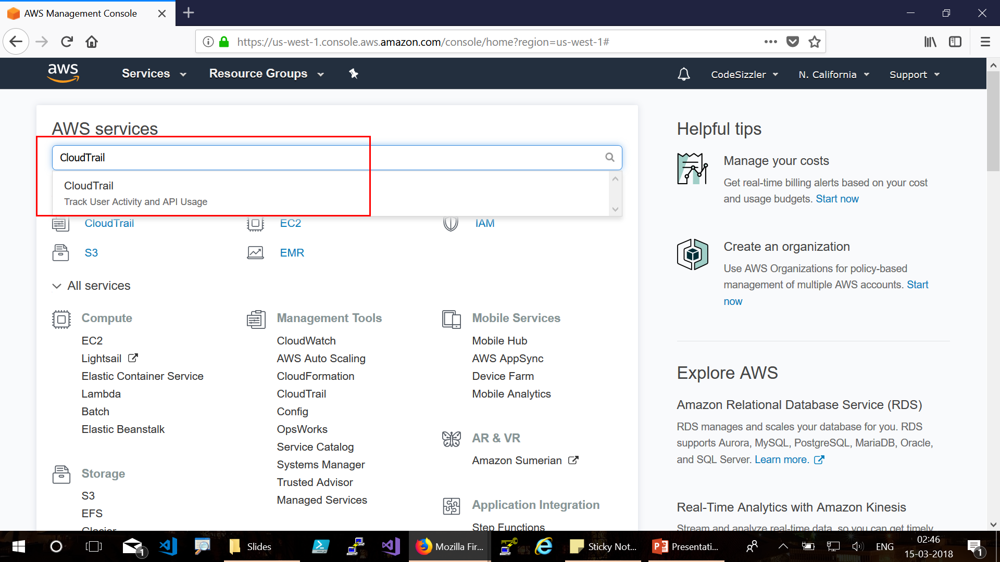 AWS Management Console
https://us-west-1.console.aws.amazon.com/console/home?region=us-west-1#
aws
Services
Resource Groups
CodeSizzler
N. California
Support
AWS services
CloudTrail
CloudTrail
Track User Activity and API Usage
CloudTrail
EC2
IAM
S3
EMR
All services
Compute
EC2
Lightsail
Elastic Container Service
Lambda
Batch
Elastic Beanstalk
Storage
S3
EFS
Glacier
Management Tools
CloudWatch
AWS Auto Scaling
CloudFormation
CloudTrail
Config
OpsWorks
Service Catalog
Systems Manager
Trusted Advisor
Managed Services
Mobile Services
Mobile Hub
AWS AppSync
Device Farm
Mobile Analytics
AR & VR
Amazon Sumerian
Application Integration
Step Functions
Helpful tips
Manage your costs
Get real-time billing alerts based on your cost
and usage budgets. Start now
Create an organization
Use AWS Organizations for policy-based
management of multiple AWS accounts. Start
now
Explore AWS
Amazon Relational Database Service (RDS)
RDS manages and scales your database for you. RDS
supports Aurora, MySQL, PostgreSQL, MariaDB, Oracle,
and SQL Server. Learn more.
Real-Time Analytics with Amazon Kinesis
Stream and analyze real-time data, so you can get timely
1
Slides
Mozilla Fir...
Sticky Not...
Presentati...
ENG
02:46
15-03-2018
1